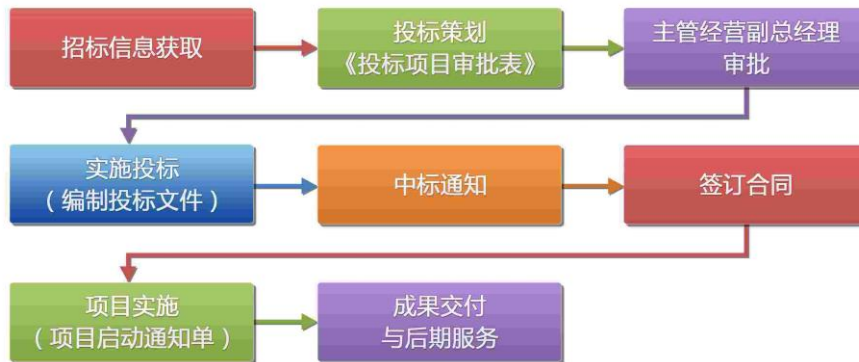 招标信息获取
投标策划
《投标项目审批表》
主管经营副总经理
审批
实施投标
（编制投标文件）
中标通知
签订合同
项目实施
（项目启动通知单）
成果交付
与后期服务